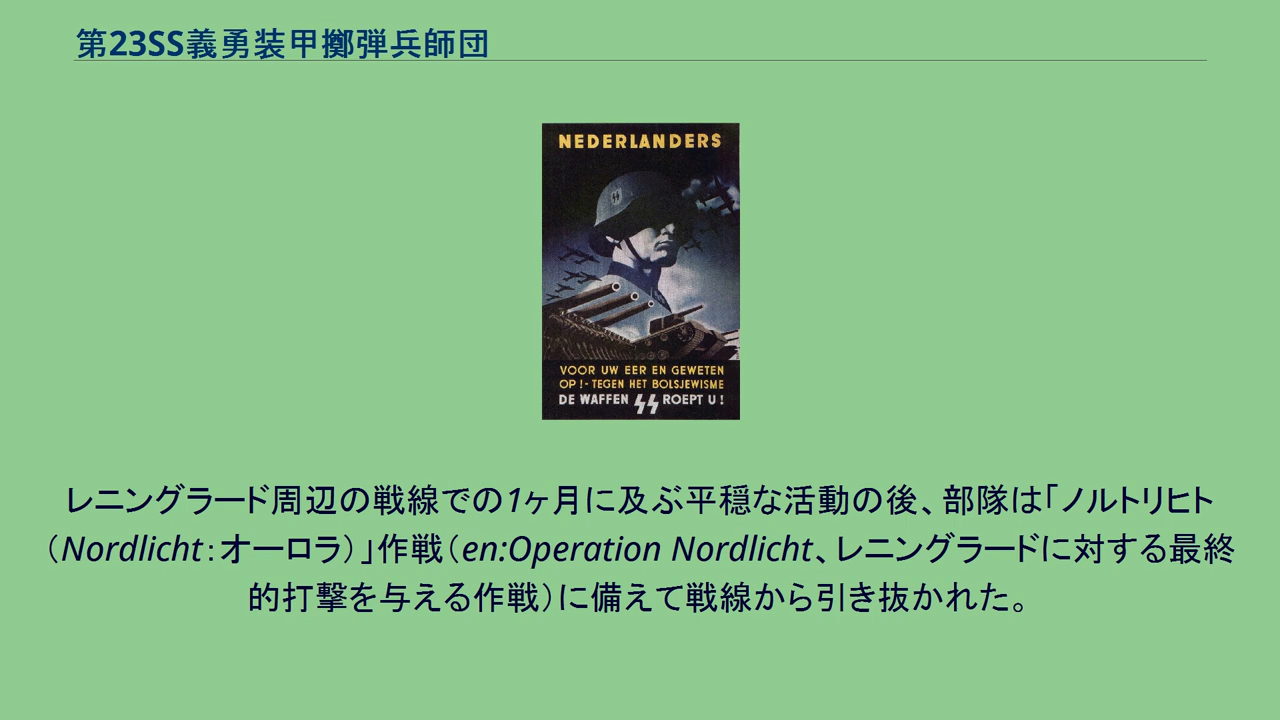 第23SS義勇装甲擲弾兵師団
NEDERLANDERS
VOOR UW EER EN GEWETEN
OP!-TEGEN HET BOLSJEWISME
DE WAFFEN SS ROEPT U!
レニングラード周辺の戦線での1ヶ月に及ぶ平穏な活動の後、部隊は「ノルトリヒト
（Nordlicht：オーロラ）」作戦（en:Operation Nordlicht、レニングラードに対する最終
的打撃を与える作戦）に備えて戦線から引き抜かれた。